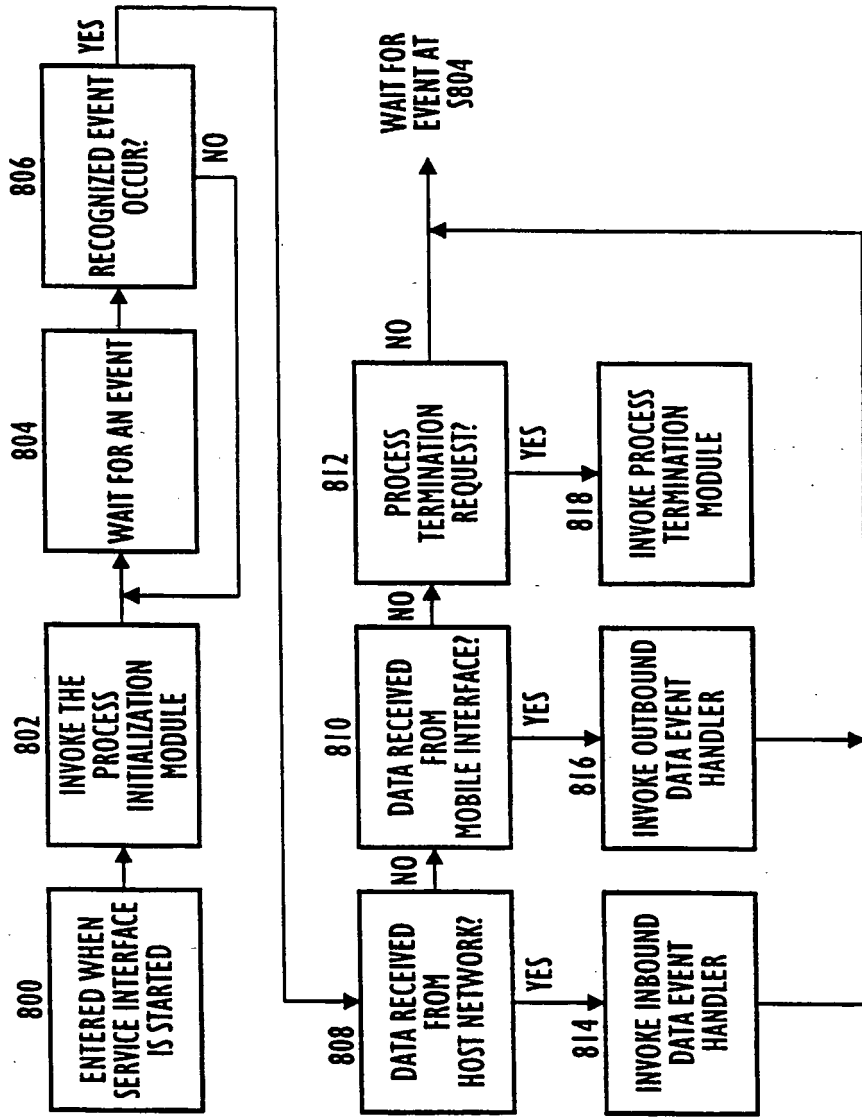 800
ENTERED WHEN
SERVICE INTERFACE
IS STARTED
802
INVOKE THE
PROCESS
INITIALIZATION
MODULE
804
WAIT FOR AN EVENT
806
RECOGNIZED EVENT
OCCUR?
YES
NO
808
DATA RECEIVED
FROM
HOST NETWORK?
NO
YES
810
DATA RECEIVED
FROM
MOBILE INTERFACE?
NO
YES
812
PROCESS
TERMINATION
REQUEST?
NO
YES
WAIT FOR
EVENT AT
S804
814
INVOKE INBOUND
DATA EVENT
HANDLER
816
INVOKE OUTBOUND
DATA EVENT
HANDLER
818
INVOKE PROCESS
TERMINATION
MODULE